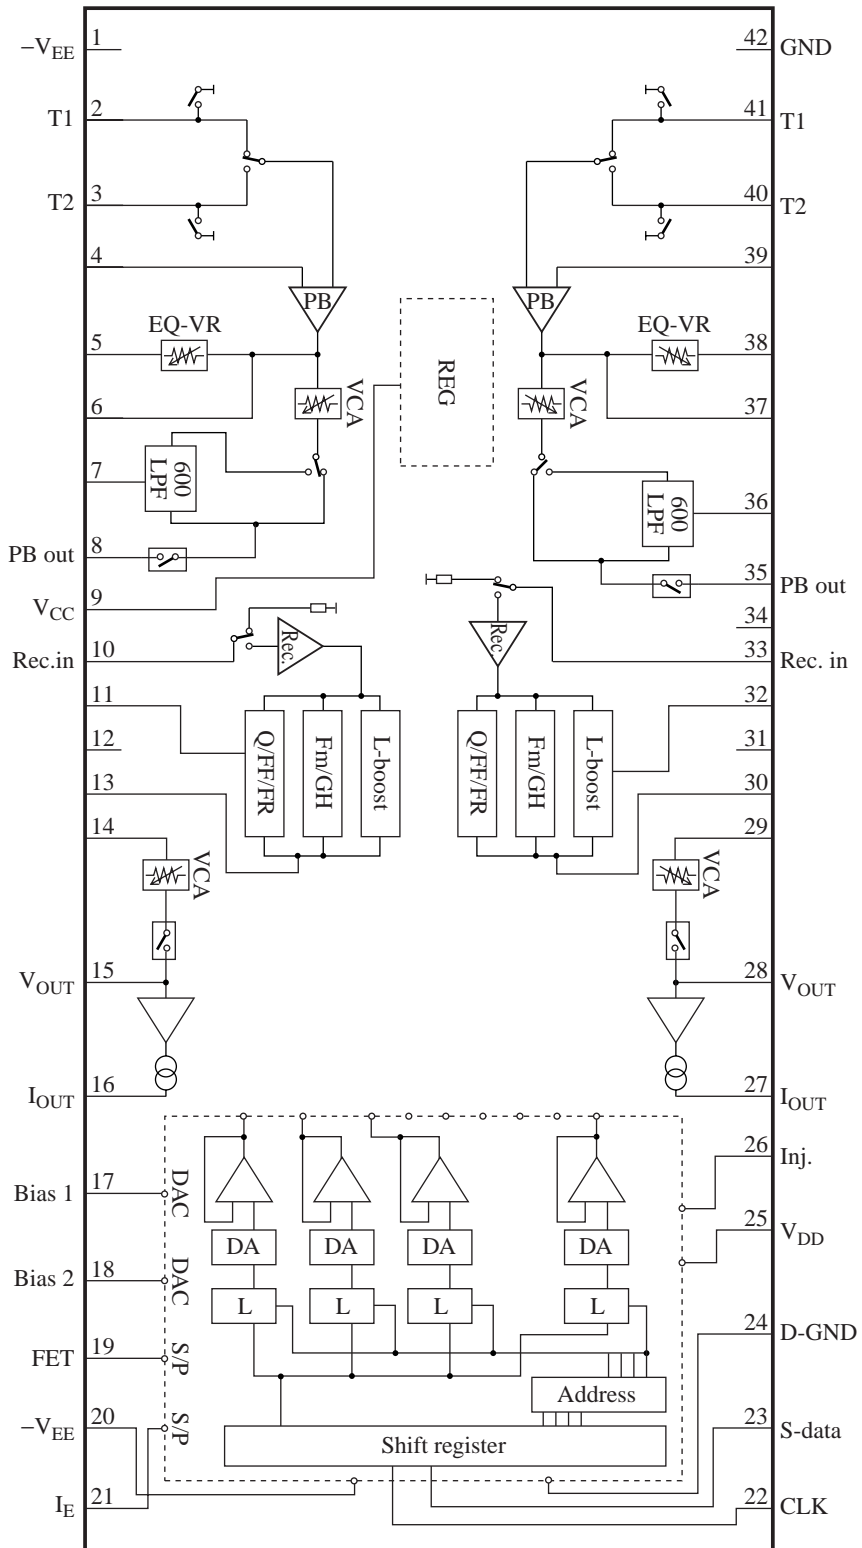 –VEE 1
42 GND
T1 2
41 T1
T2 3
40 T2
4
39
PB
PB
EQ-VR
EQ-VR
5
38
REG
VCA
VCA
6
37
7
600
LPF
600
LPF
36
PB out 8
35 PB out
VCC 9
34
Rec.in 10
Rec.
Rec.
33 Rec. in
11
32
Q/FF/FR
Fm/GH
L-boost
Q/FF/FR
Fm/GH
L-boost
12
31
13
30
14
29
VCA
VCA
VOUT 15
28 VOUT
IOUT 16
27 IOUT
26 Inj.
Bias 1 17
DAC
25 VDD
DA
DA
DA
DA
Bias 2 18
DAC
L
L
L
L
24 D-GND
FET 19
S/P
Address
–VEE 20
S/P
23 S-data
Shift register
IE 21
22 CLK